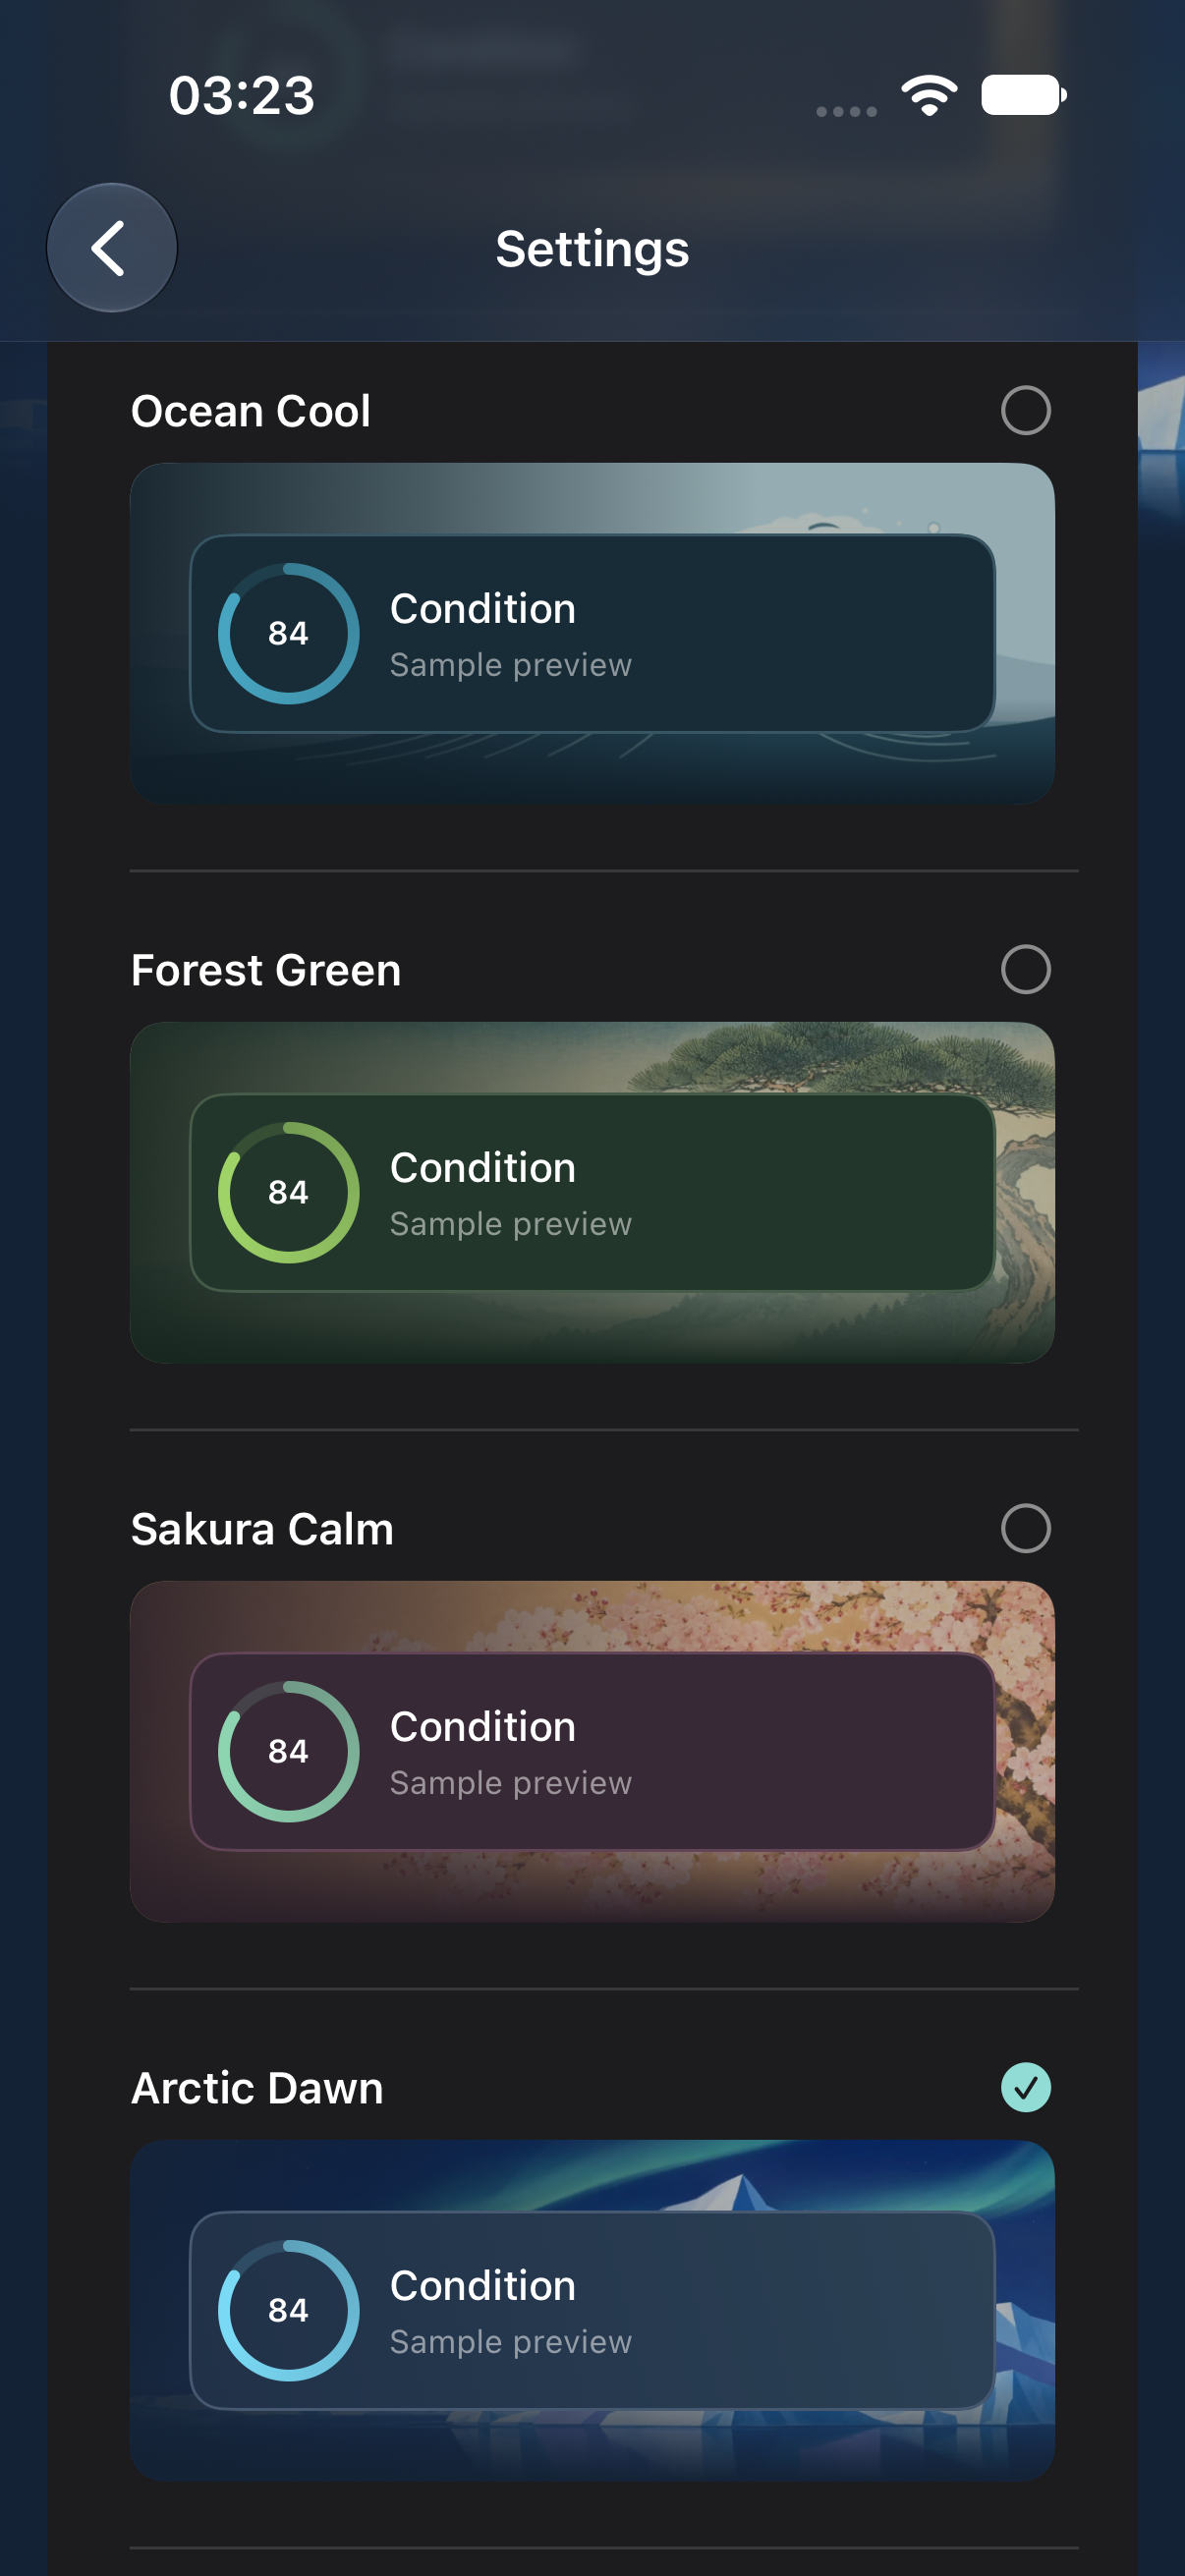 03:23
Settings
Ocean Cool
84
Condition
Sample preview
Forest Green
84
Condition
Sample preview
Sakura Calm
84
Condition
Sample preview
Arctic Dawn
84
Condition
Sample preview